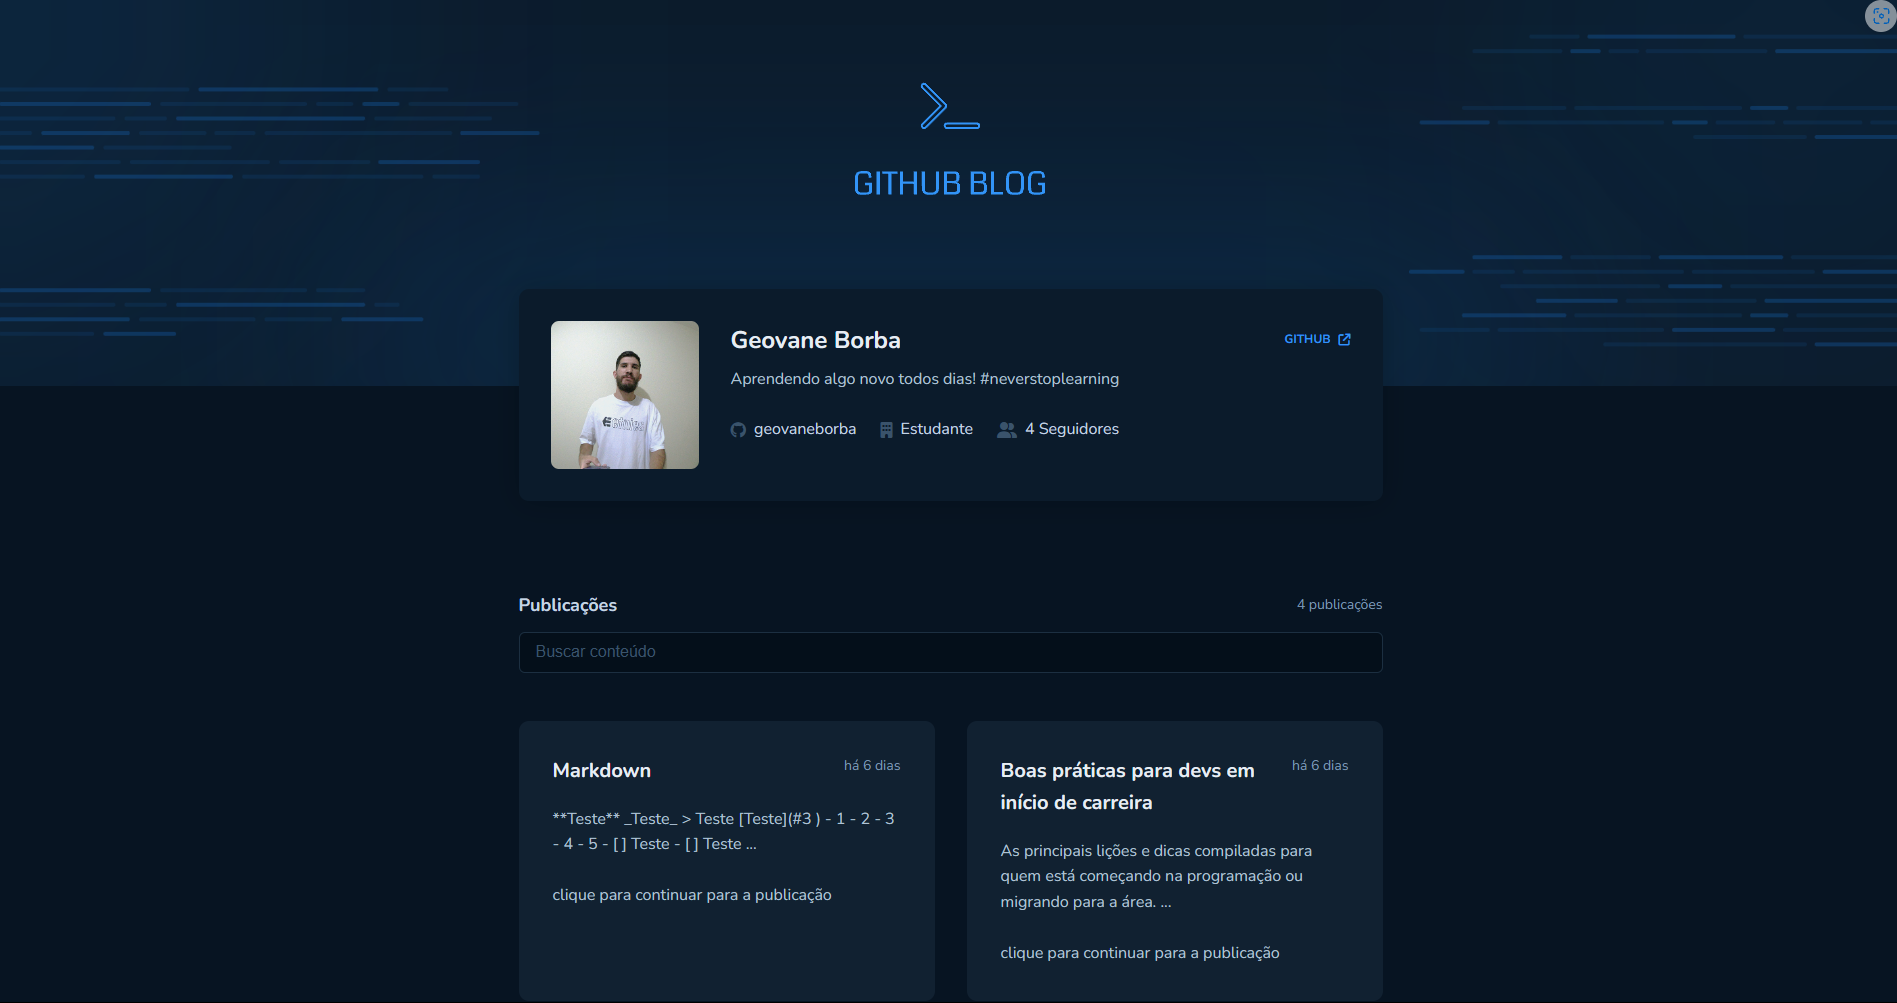 GITHUB BLOG
Geovane Borba
GITHUB
Aprendendo algo novo todos dias! #neverstoplearning
geovaneborba
Estudante
4 Seguidores
Publicações
4 publicações
Buscar conteúdo
Markdown
há 6 dias
**Teste** _Teste_ > Teste [Teste](#3 ) - 1 - 2 - 3
- 4 - 5 - [ ] Teste - [ ] Teste ...
clique para continuar para a publicação
Boas práticas para devs em
início de carreira
há 6 dias
As principais lições e dicas compiladas para
quem está começando na programação ou
migrando para a área. ...
clique para continuar para a publicação